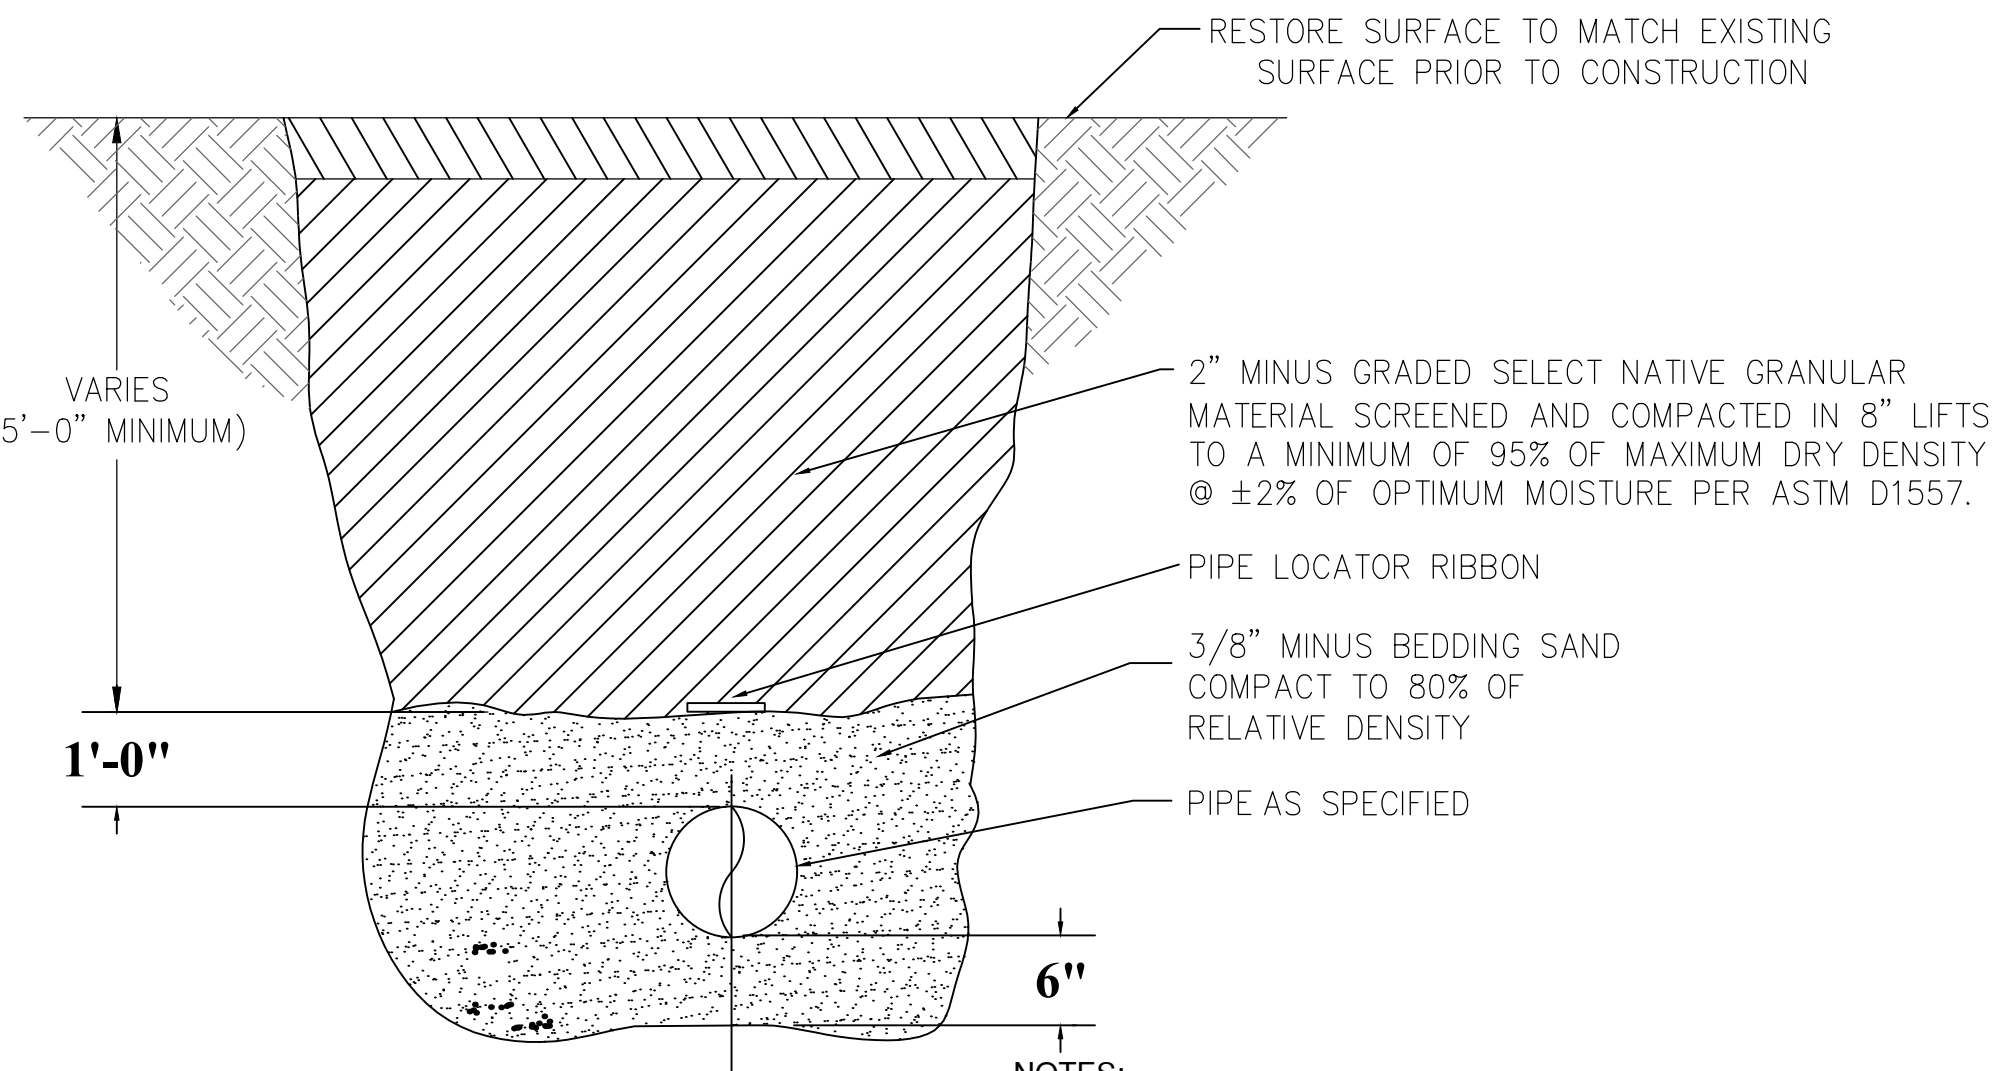 RESTORE SURFACE TO MATCH EXISTING
SURFACE PRIOR TO CONSTRUCTION
VARIES
5'-0" MINIMUM)
2" MINUS GRADED SELECT NATIVE GRANULAR
MATERIAL SCREENED AND COMPACTED IN 8" LIFTS
TO A MINIMUM OF 95% OF MAXIMUM DRY DENSITY
@ ±2% OF OPTIMUM MOISTURE PER ASTM D1557.
PIPE LOCATOR RIBBON
3/8" MINUS BEDDING SAND
COMPACT TO 80% OF
RELATIVE DENSITY
1'-0"
PIPE AS SPECIFIED
6"
NOTES: